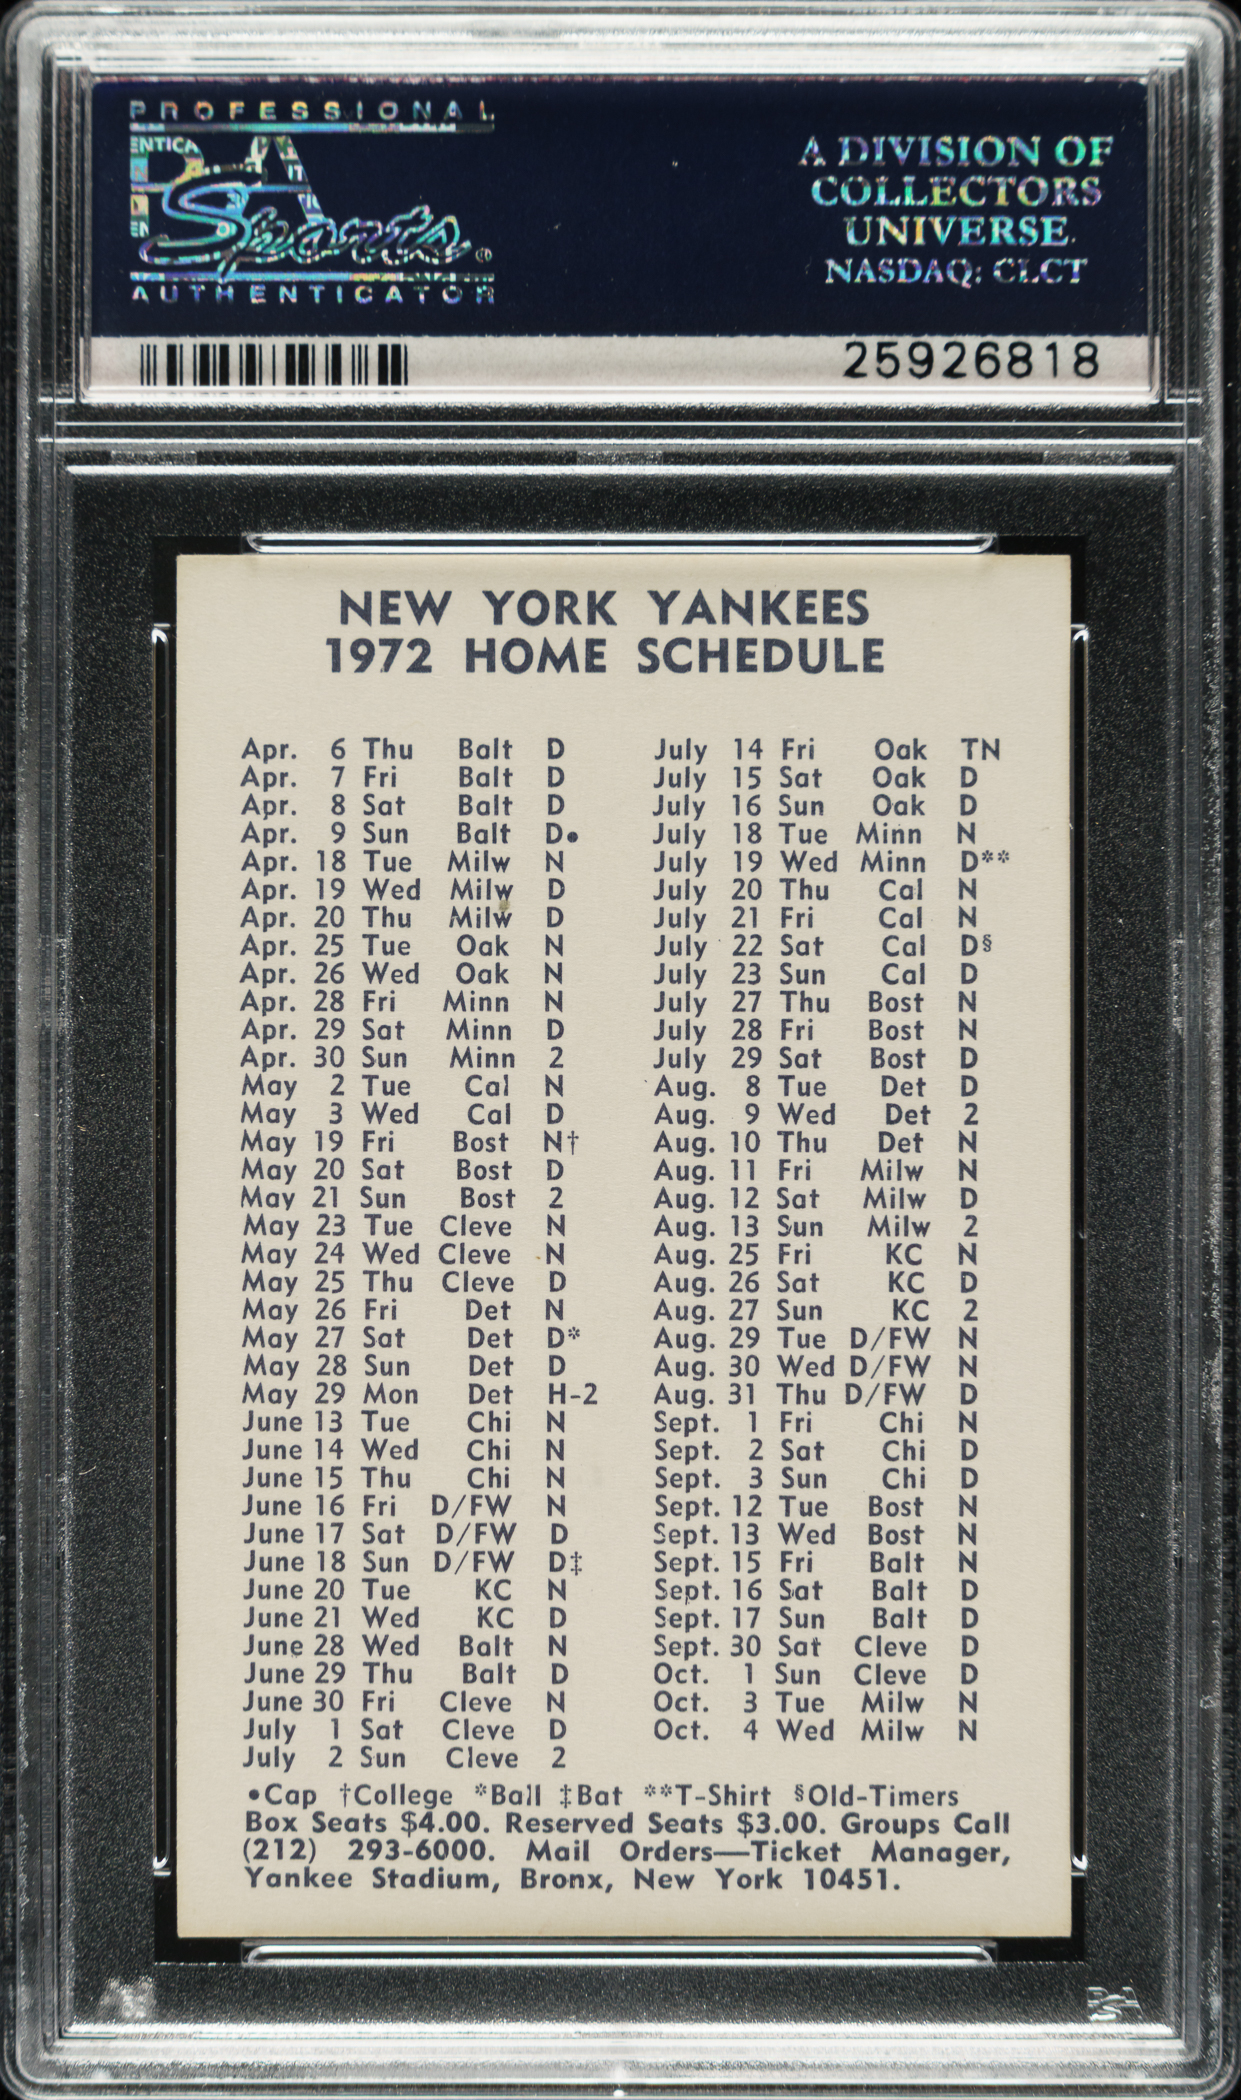 PROFESSIONAL
PSA
Sports
AUTHENTICATOR
A DIVISION OF
COLLECTORS
UNIVERSE
NASDAQ: CLCT
25926818
NEW YORK YANKEES
1972 HOME SCHEDULE
Apr. 6 Thu Balt D
Apr. 7 Fri Balt D
Apr. 8 Sat Balt D
Apr. 9 Sun Balt D•
Apr. 18 Tue Milw N
Apr. 19 Wed Milw D
Apr. 20 Thu Milw D
Apr. 25 Tue Oak N
Apr. 26 Wed Oak N
Apr. 28 Fri Minn N
Apr. 29 Sat Minn D
Apr. 30 Sun Minn 2
May 2 Tue Cal N
May 3 Wed Cal D
May 19 Fri Bost N†
May 20 Sat Bost D
May 21 Sun Bost 2
May 23 Tue Cleve N
May 24 Wed Cleve N
May 25 Thu Cleve D
May 26 Fri Det N
May 27 Sat Det D*
May 28 Sun Det D
May 29 Mon Det H-2
June 13 Tue Chi N
June 14 Wed Chi N
June 15 Thu Chi N
June 16 Fri D/FW N
June 17 Sat D/FW D
June 18 Sun D/FW D‡
June 20 Tue KC N
June 21 Wed KC D
June 28 Wed Balt N
June 29 Thu Balt D
June 30 Fri Cleve N
July 1 Sat Cleve D
July 2 Sun Cleve 2
July 14 Fri Oak TN
July 15 Sat Oak D
July 16 Sun Oak D
July 18 Tue Minn N
July 19 Wed Minn D**
July 20 Thu Cal N
July 21 Fri Cal N
July 22 Sat Cal D§
July 23 Sun Cal D
July 27 Thu Bost N
July 28 Fri Bost N
July 29 Sat Bost D
Aug. 8 Tue Det D
Aug. 9 Wed Det 2
Aug. 10 Thu Det N
Aug. 11 Fri Milw N
Aug. 12 Sat Milw D
Aug. 13 Sun Milw 2
Aug. 25 Fri KC N
Aug. 26 Sat KC D
Aug. 27 Sun KC 2
Aug. 29 Tue D/FW N
Aug. 30 Wed D/FW N
Aug. 31 Thu D/FW D
Sept. 1 Fri Chi N
Sept. 2 Sat Chi D
Sept. 3 Sun Chi D
Sept. 12 Tue Bost N
Sept. 13 Wed Bost N
Sept. 15 Fri Balt N
Sept. 16 Sat Balt D
Sept. 17 Sun Balt D
Sept. 30 Sat Cleve D
Oct. 1 Sun Cleve D
Oct. 3 Tue Milw N
Oct. 4 Wed Milw N
•Cap †College *Ball ‡Bat **T-Shirt §Old-Timers
Box Seats $4.00. Reserved Seats $3.00. Groups Call
(212) 293-6000. Mail Orders—Ticket Manager,
Yankee Stadium, Bronx, New York 10451.
PSA